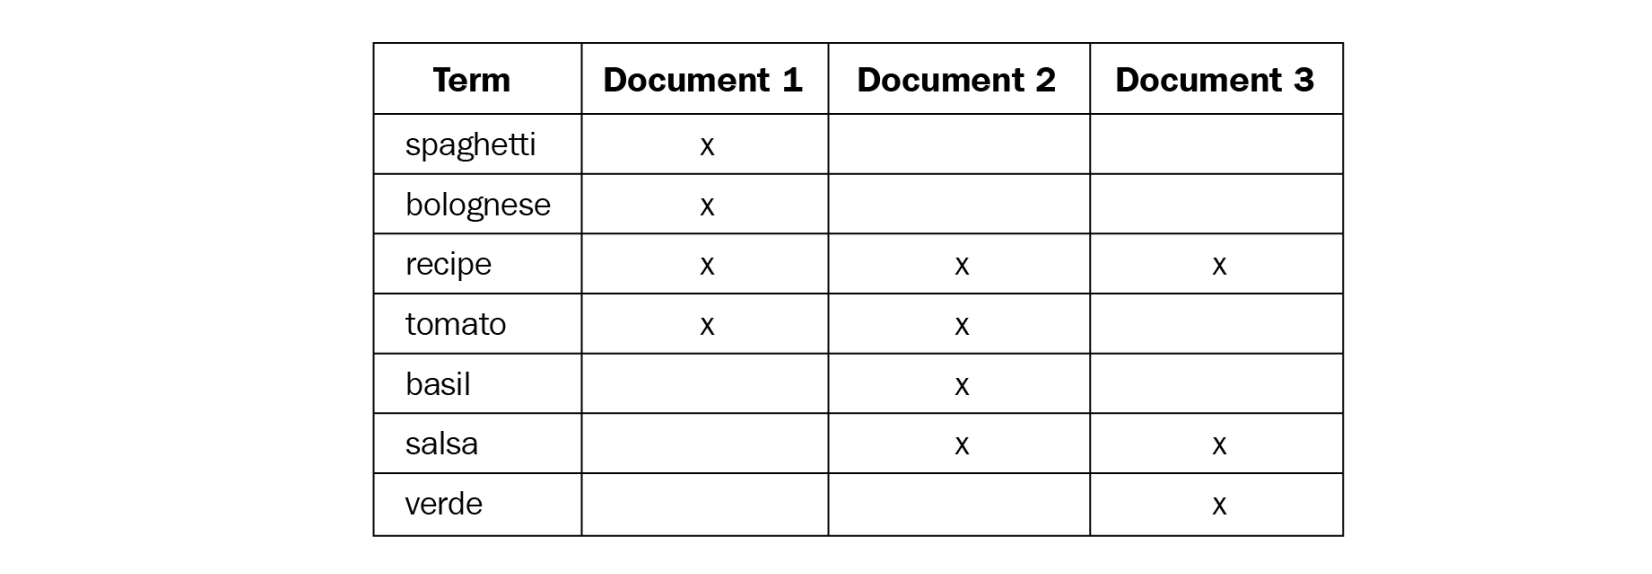 Term Document 1 Document 2 Document 3
spaghetti x
bolognese x
recipe x x x
tomato x x
basil x
salsa x x
verde x